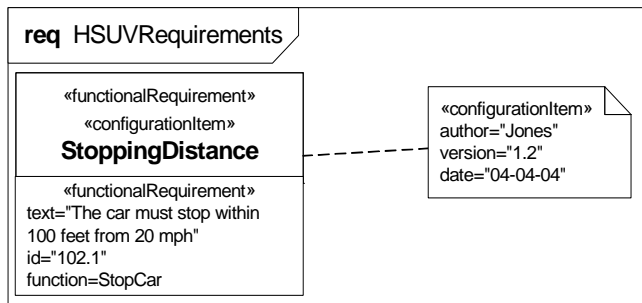 req HSUVRequirements
«functionalRequirement»
«configurationItem»
StoppingDistance
«functionalRequirement»
text="The car must stop within
100 feet from 20 mph"
id="102.1"
function=StopCar
«configurationItem»
author="Jones"
version="1.2"
date="04-04-04"